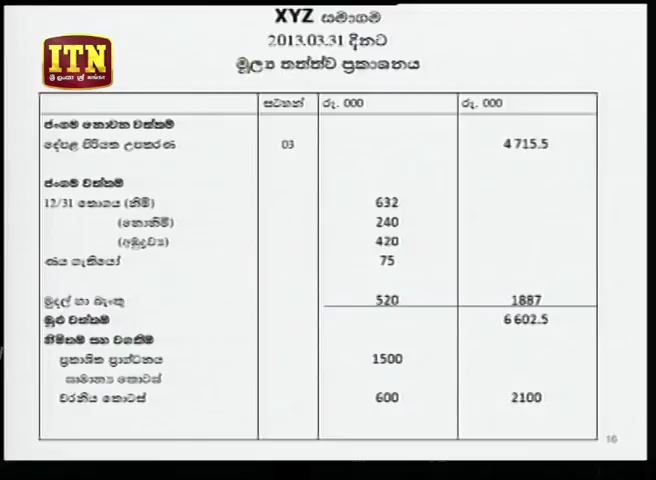 XYZ සමාගම
2013.03.31 දිනට
මූල්‍ය තත්ත්ව ප්‍රකාශනය
ITN
සටහන් රු. 000 රු. 000
ජංගම නොවන වත්කම්
දේපළ පිරියත උපකරණ 03 4 715.5
ජංගම වත්කම්
12/31 තොගය (නිමි) 632
(නොනිමි) 240
(අමුද්‍රව්‍ය) 420
ණය ගැතියෝ 75
මුදල් හා බැංකු 520 1887
මුළු වත්කම් 6 602.5
හිමිකම් සහ වගකීම්
ප්‍රකාශිත ප්‍රාග්ධනය 1500
සාමාන්‍ය කොටස්
වරණීය කොටස් 600 2100
16